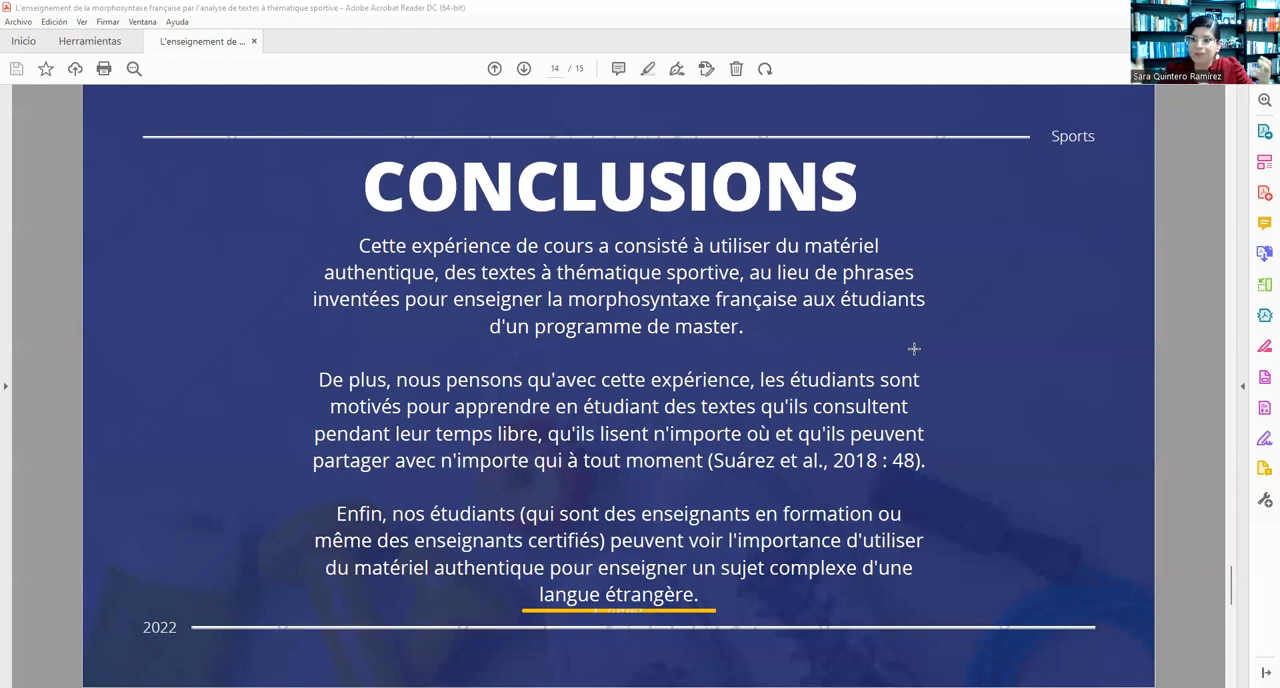 L'enseignement de la morphosyntaxe française par l'analyse de textes à thématique sportive - Adobe Acrobat Reader DC (64-bit)
Archivo Edición Ver Firmar Ventana Ayuda
Inicio Herramientas L'enseignement de ... ×
14 / 15
Sara Quintero Ramírez
Sports
CONCLUSIONS
Cette expérience de cours a consisté à utiliser du matériel
authentique, des textes à thématique sportive, au lieu de phrases
inventées pour enseigner la morphosyntaxe française aux étudiants
d'un programme de master.
De plus, nous pensons qu'avec cette expérience, les étudiants sont
motivés pour apprendre en étudiant des textes qu'ils consultent
pendant leur temps libre, qu'ils lisent n'importe où et qu'ils peuvent
partager avec n'importe qui à tout moment (Suárez et al., 2018 : 48).
Enfin, nos étudiants (qui sont des enseignants en formation ou
même des enseignants certifiés) peuvent voir l'importance d'utiliser
du matériel authentique pour enseigner un sujet complexe d'une
langue étrangère.
2022